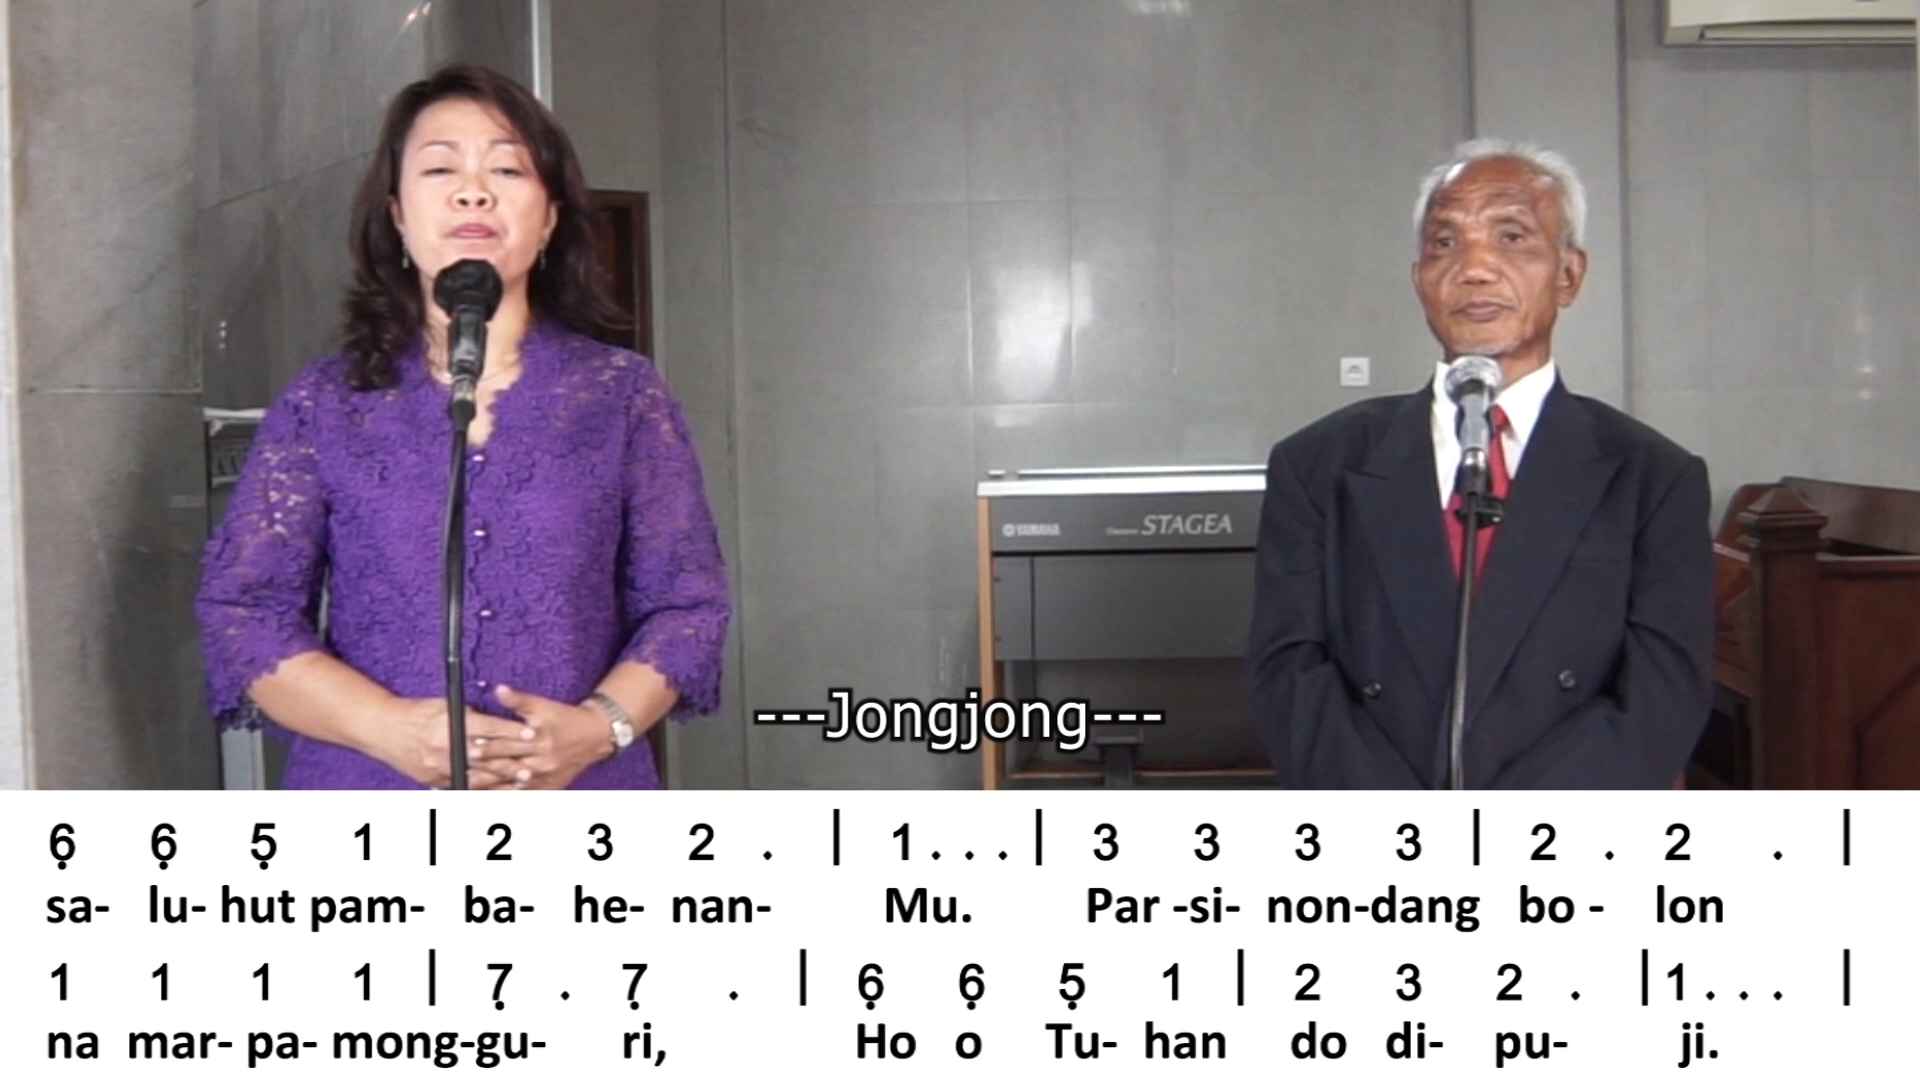 YAMAHA STAGEA
---Jongjong---
6̣ 6̣ 5̣ 1 | 2 3 2 . | 1 . . . | 3 3 3 3 | 2 . 2 . |
sa- lu- hut pam- ba- he- nan- Mu. Par -si- non-dang bo - lon
1 1 1 1 | 7̣ . 7̣ . | 6̣ 6̣ 5̣ 1 | 2 3 2 . | 1 . . . |
na mar- pa- mong-gu- ri, Ho o Tu- han do di- pu- ji.